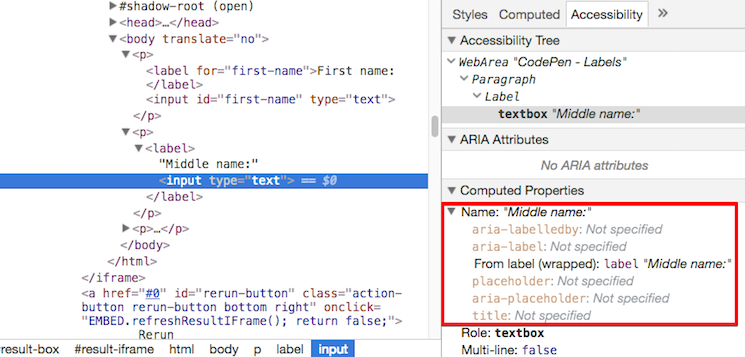 #shadow-root (open)
<head>…</head>
<body translate="no">
<p>
<label for="first-name">First name:
</label>
<input id="first-name" type="text">
</p>
<p>
<label>
"Middle name:"
<input type="text"> == $0
</label>
</p>
<p>…</p>
</body>
</html>
</iframe>
<a href="#0" id="rerun-button" class="action-
button rerun-button bottom right" onclick=
"EMBED.refreshResultIFrame(); return false;">
Rerun
result-box #result-iframe html body p label input
Styles Computed Accessibility »
Accessibility Tree
WebArea "CodePen - Labels"
Paragraph
Label
textbox "Middle name:"
ARIA Attributes
No ARIA attributes
Computed Properties
Name: "Middle name:"
aria-labelledby: Not specified
aria-label: Not specified
From label (wrapped): label "Middle name:"
placeholder: Not specified
aria-placeholder: Not specified
title: Not specified
Role: textbox
Multi-line: false